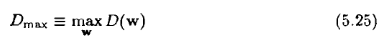 D_max ≡ max_w D(w) (5.25)